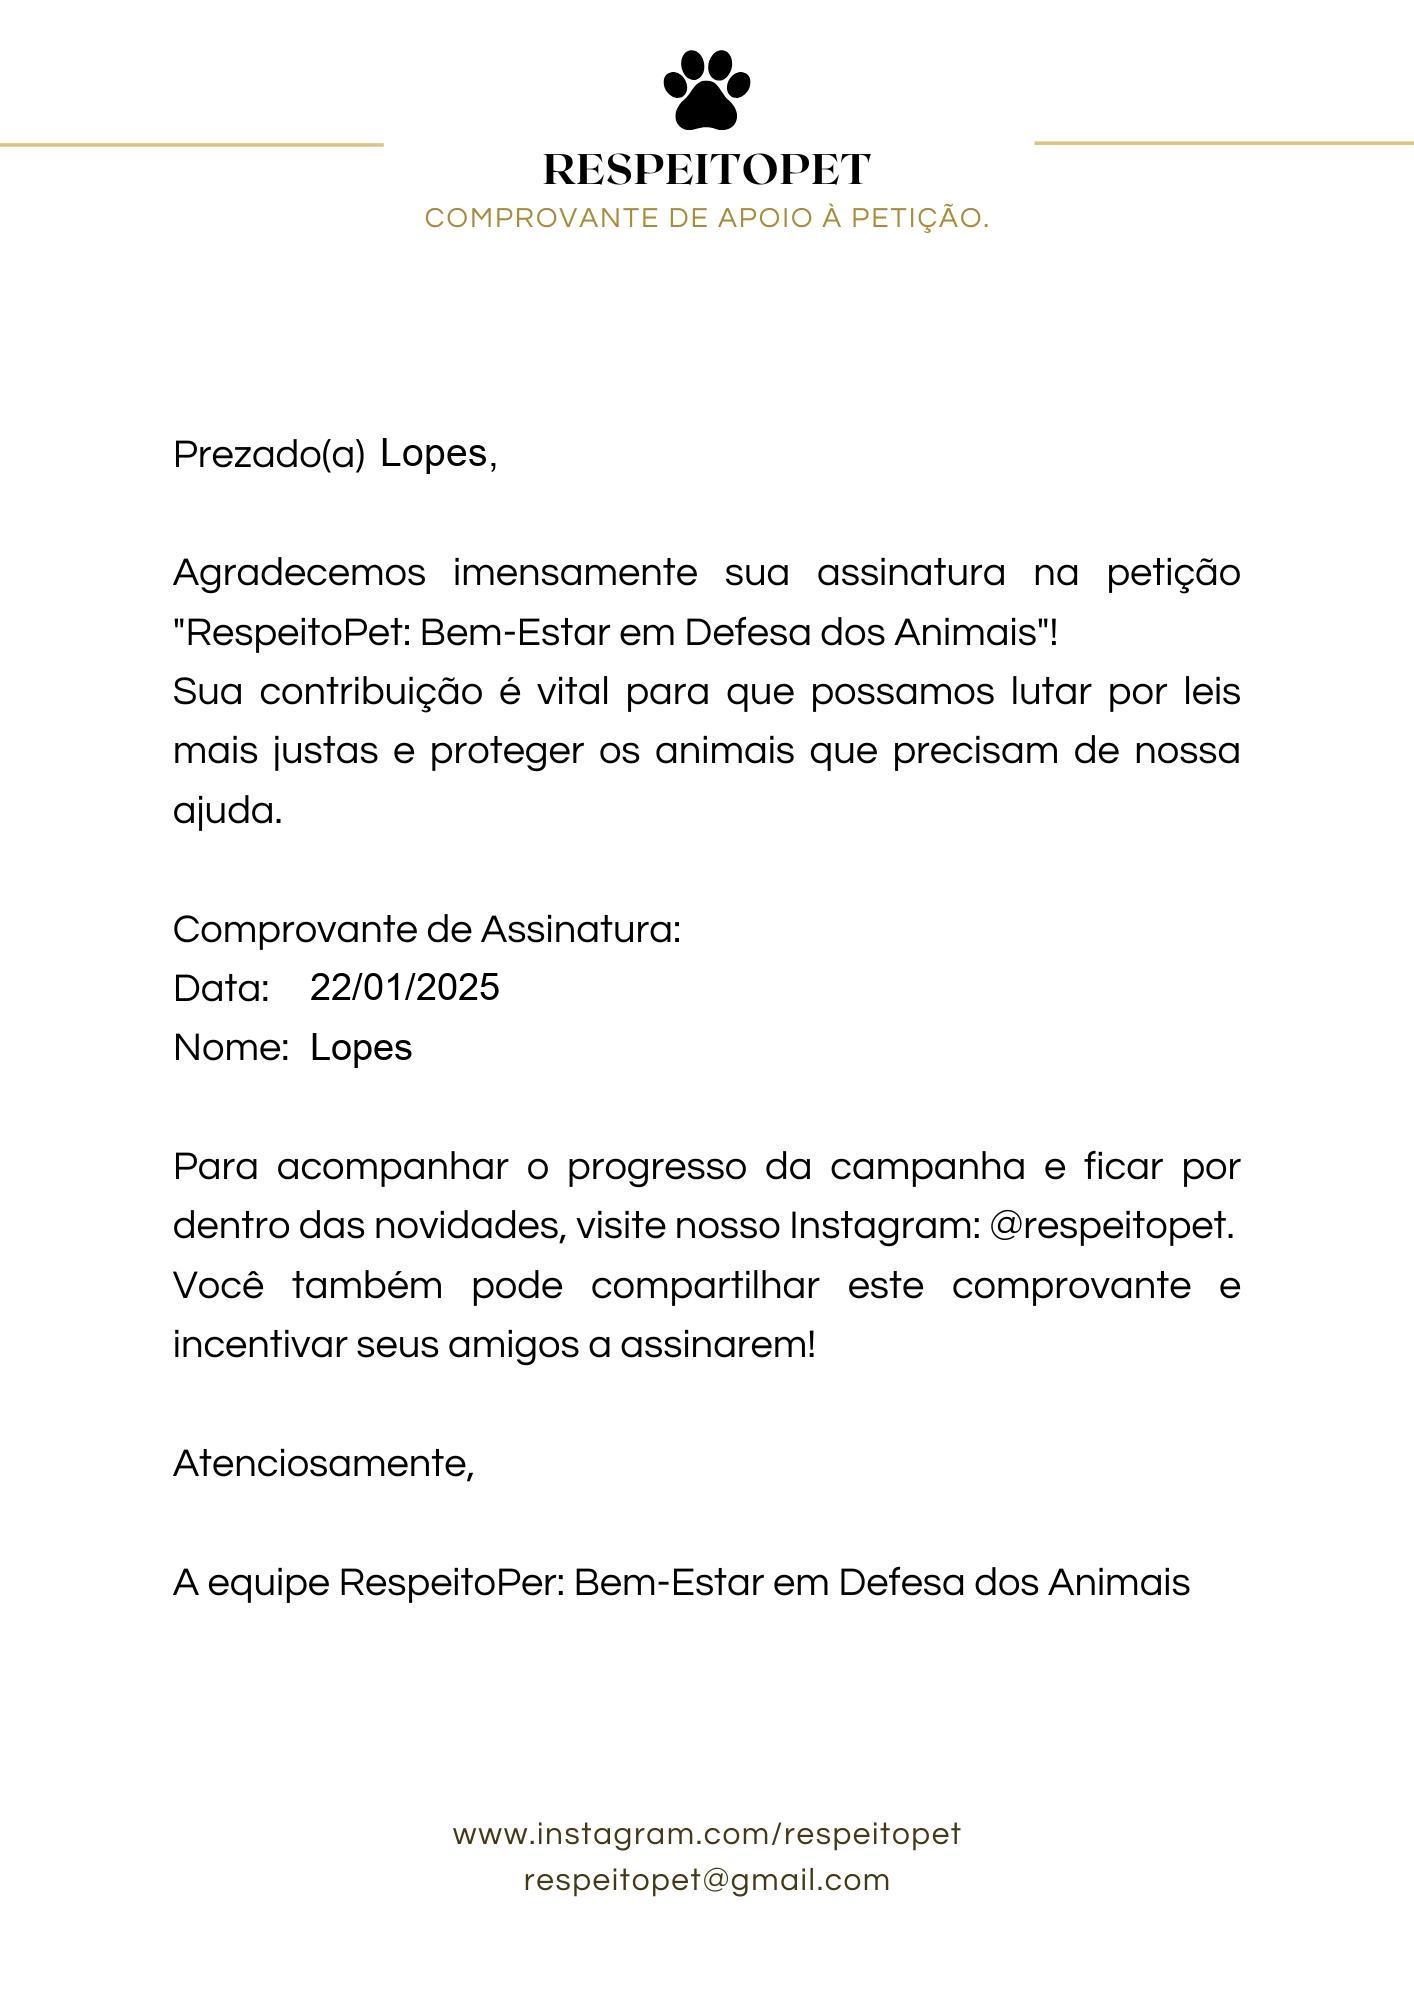 RESPEITOPET
COMPROVANTE DE APOIO À PETIÇÃO.
Prezado(a) Lopes,
Agradecemos imensamente sua assinatura na petição
"RespeitoPet: Bem-Estar em Defesa dos Animais"!
Sua contribuição é vital para que possamos lutar por leis
mais justas e proteger os animais que precisam de nossa
ajuda.
Comprovante de Assinatura:
Data: 22/01/2025
Nome: Lopes
Para acompanhar o progresso da campanha e ficar por
dentro das novidades, visite nosso Instagram: @respeitopet.
Você também pode compartilhar este comprovante e
incentivar seus amigos a assinarem!
Atenciosamente,
A equipe RespeitoPer: Bem-Estar em Defesa dos Animais
www.instagram.com/respeitopet
respeitopet@gmail.com